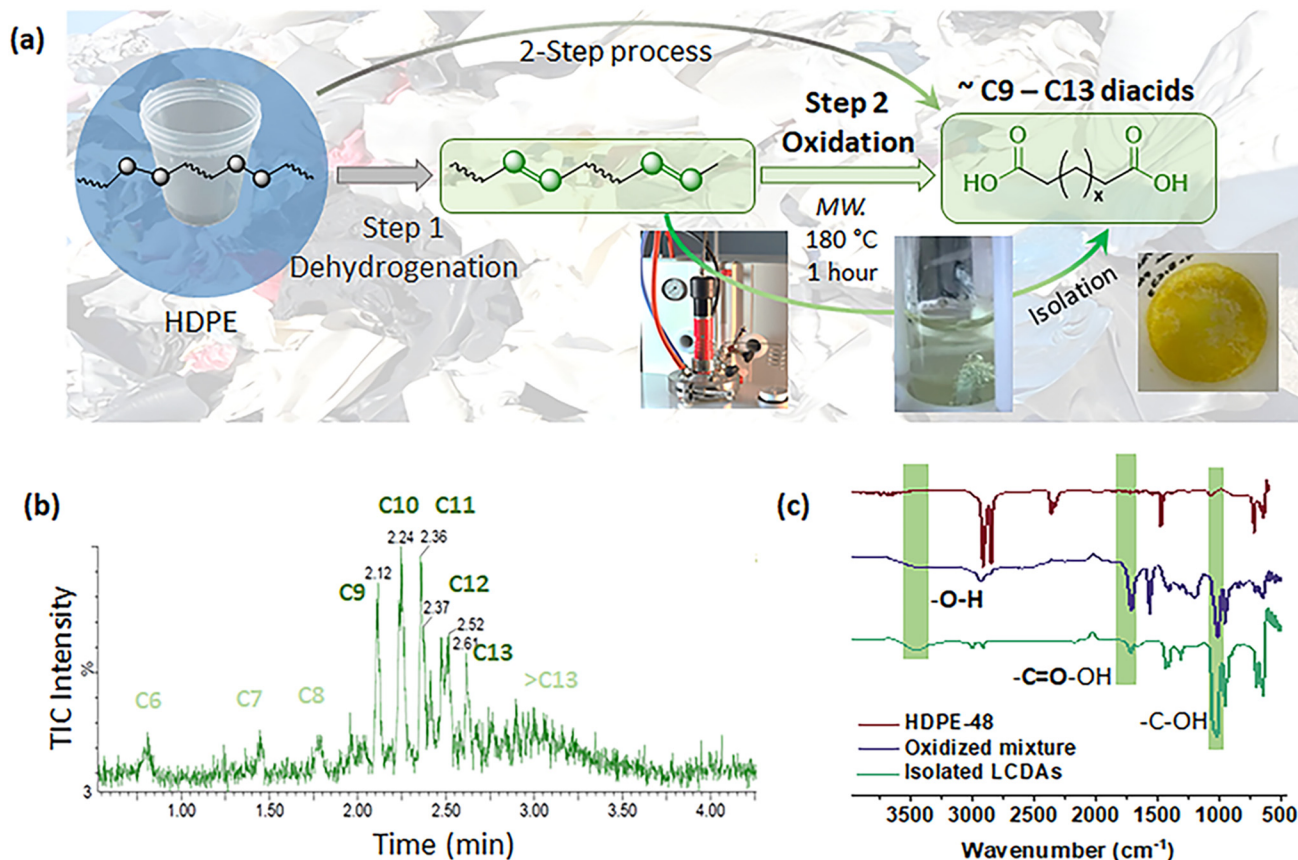 (a)
2-Step process
HDPE
Step 1
Dehydrogenation
Step 2
Oxidation
MW.
180 °C
1 hour
~ C9 – C13 diacids
O
O
HO
x
OH
Isolation
(b)
TIC Intensity
%
3
C6
C7
C8
C9
2.12
C10
2.24
C11
2.36
2.37
C12
2.52
2.61
C13
>C13
1.00
1.50
2.00
2.50
3.00
3.50
4.00
Time (min)
(c)
-O-H
-C=O-OH
-C-OH
HDPE-48
Oxidized mixture
Isolated LCDAs
3500 3000 2500 2000 1500 1000 500
Wavenumber (cm⁻¹)